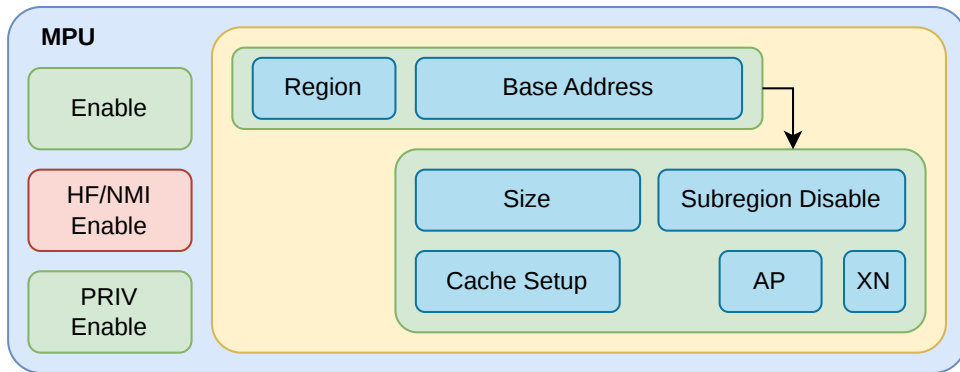 MPU
Enable
HF/NMI
Enable
PRIV
Enable
Region
Base Address
Size
Subregion Disable
Cache Setup
AP
XN